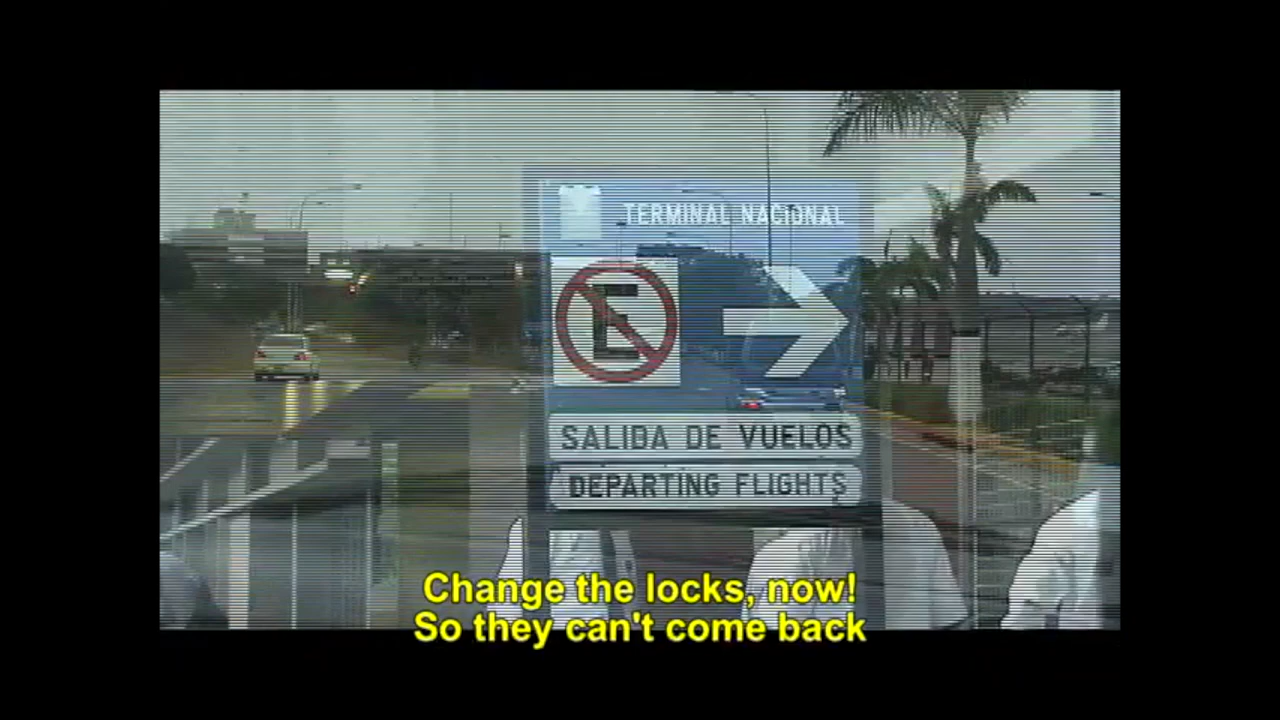 TERMINAL NACIONAL
E
SALIDA DE VUELOS
DEPARTING FLIGHTS
Change the locks, now!
So they can't come back